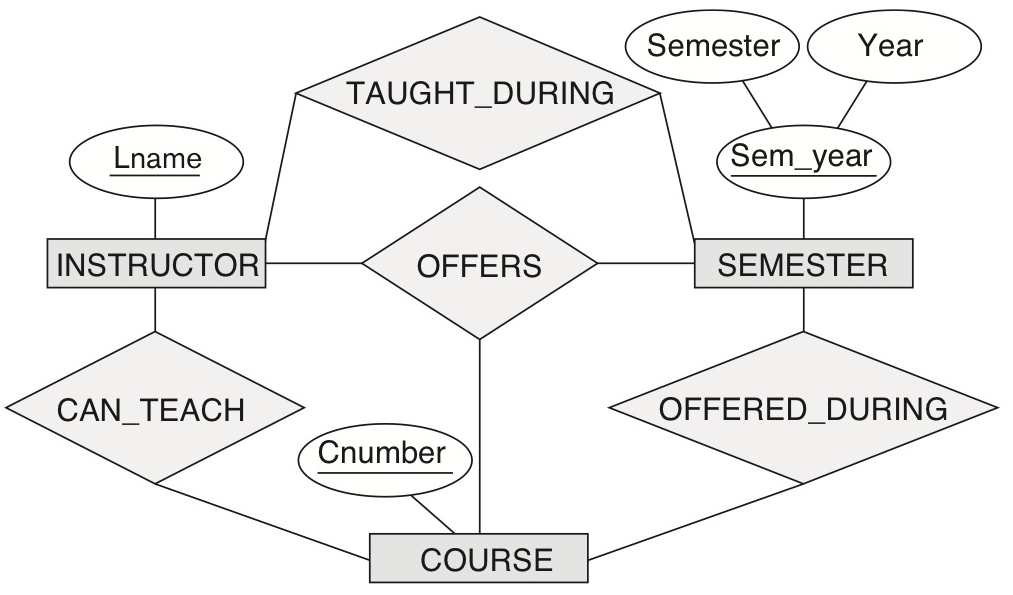 Semester
Year
TAUGHT_DURING
Lname
Sem_year
INSTRUCTOR
OFFERS
SEMESTER
CAN_TEACH
OFFERED_DURING
Cnumber
COURSE